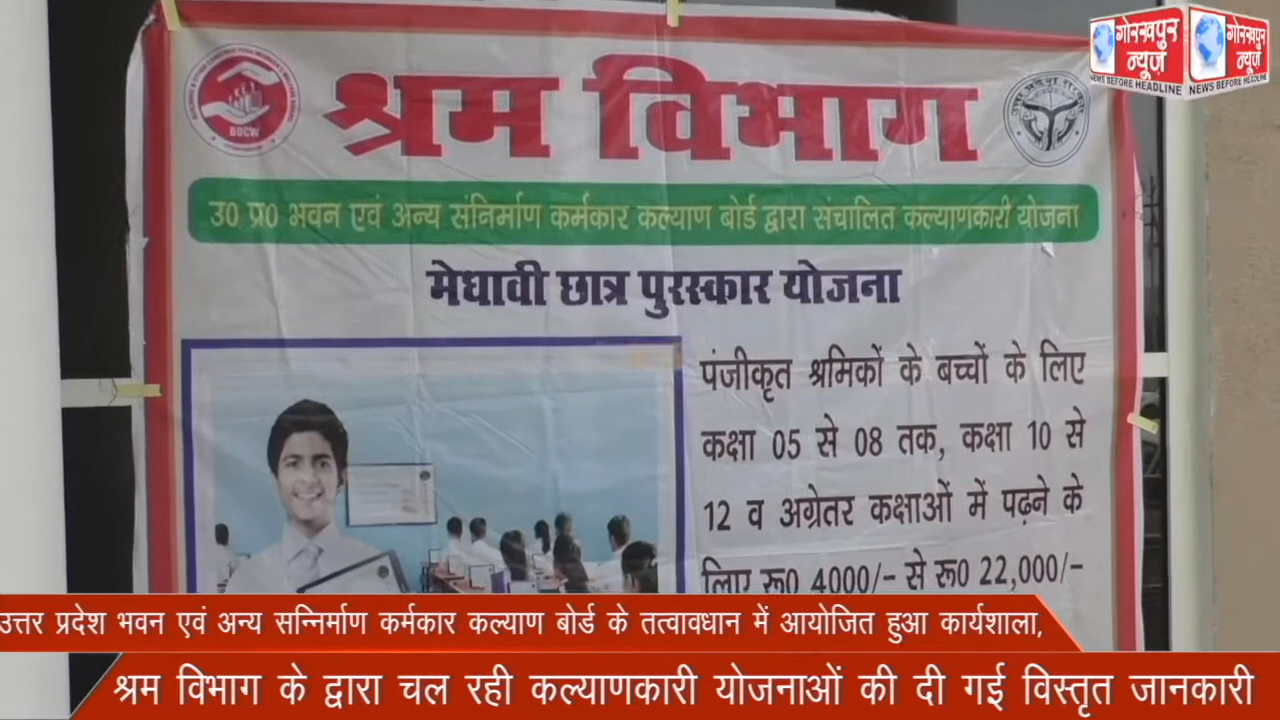 गोरखपुर न्यूज़
NEWS BEFORE HEADLINE
गोरखपुर न्यूज़
NEWS BEFORE HEADLINE
BOCW
श्रम विभाग
उ0 प्र0 भवन एवं अन्य संनिर्माण कर्मकार कल्याण बोर्ड द्वारा संचालित कल्याणकारी योजना
मेधावी छात्र पुरस्कार योजना
पंजीकृत श्रमिकों के बच्चों के लिए
कक्षा 05 से 08 तक, कक्षा 10 से
12 व अग्रेतर कक्षाओं में पढ़ने के
लिए रू0 4000/- से रू0 22,000/-
उत्तर प्रदेश भवन एवं अन्य सन्निर्माण कर्मकार कल्याण बोर्ड के तत्वावधान में आयोजित हुआ कार्यशाला,
श्रम विभाग के द्वारा चल रही कल्याणकारी योजनाओं की दी गई विस्तृत जानकारी